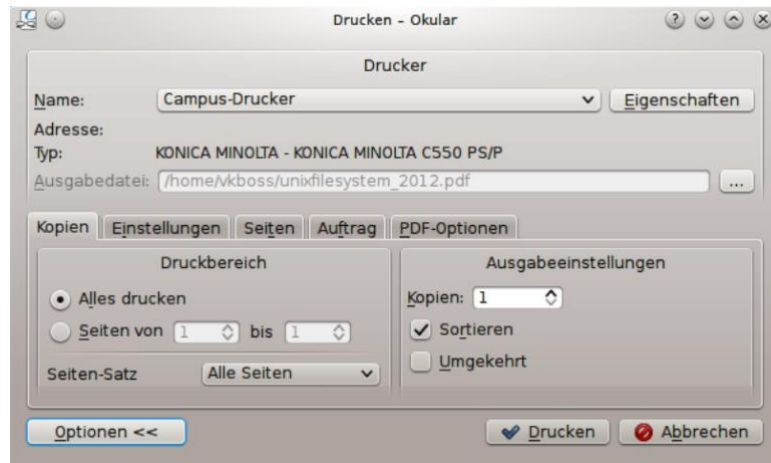 Drucken - Okular
Drucker
Name: Campus-Drucker Eigenschaften
Adresse:
Typ: KONICA MINOLTA - KONICA MINOLTA C550 PS/P
Ausgabedatei: /home/vkboss/unixfilesystem_2012.pdf ...
Kopien Einstellungen Seiten Auftrag PDF-Optionen
Druckbereich Ausgabeeinstellungen
Alles drucken Kopien: 1
Seiten von 1 bis 1 Sortieren
Seiten-Satz Alle Seiten Umgekehrt
Optionen << Drucken Abbrechen